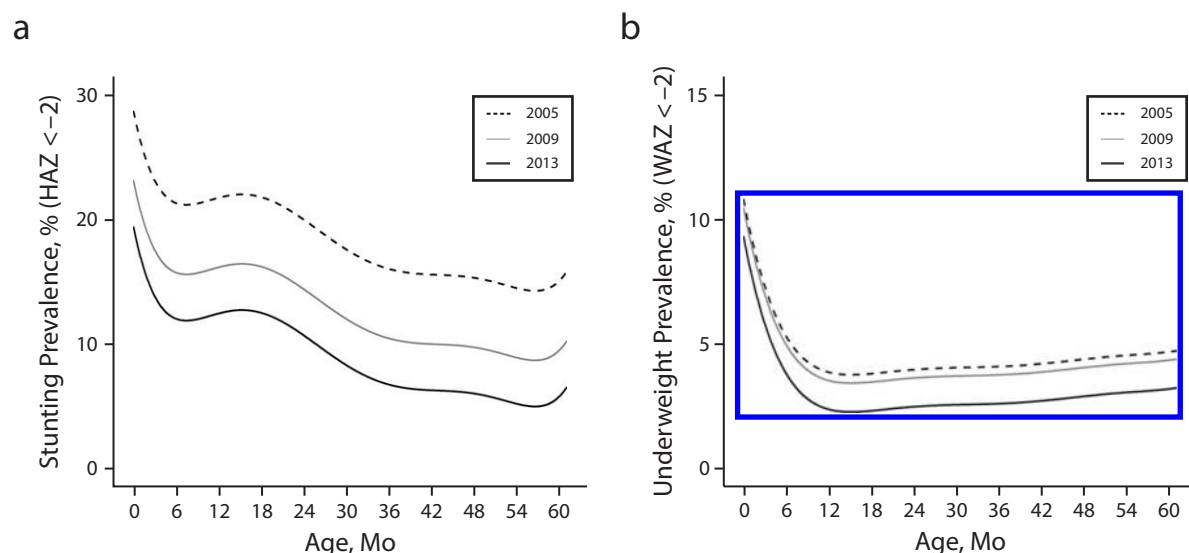 a
Stunting Prevalence, % (HAZ < −2)
30
20
10
0
2005
2009
2013
0 6 12 18 24 30 36 42 48 54 60
Age, Mo
b
Underweight Prevalence, % (WAZ < −2)
15
10
5
0
2005
2009
2013
0 6 12 18 24 30 36 42 48 54 60
Age, Mo